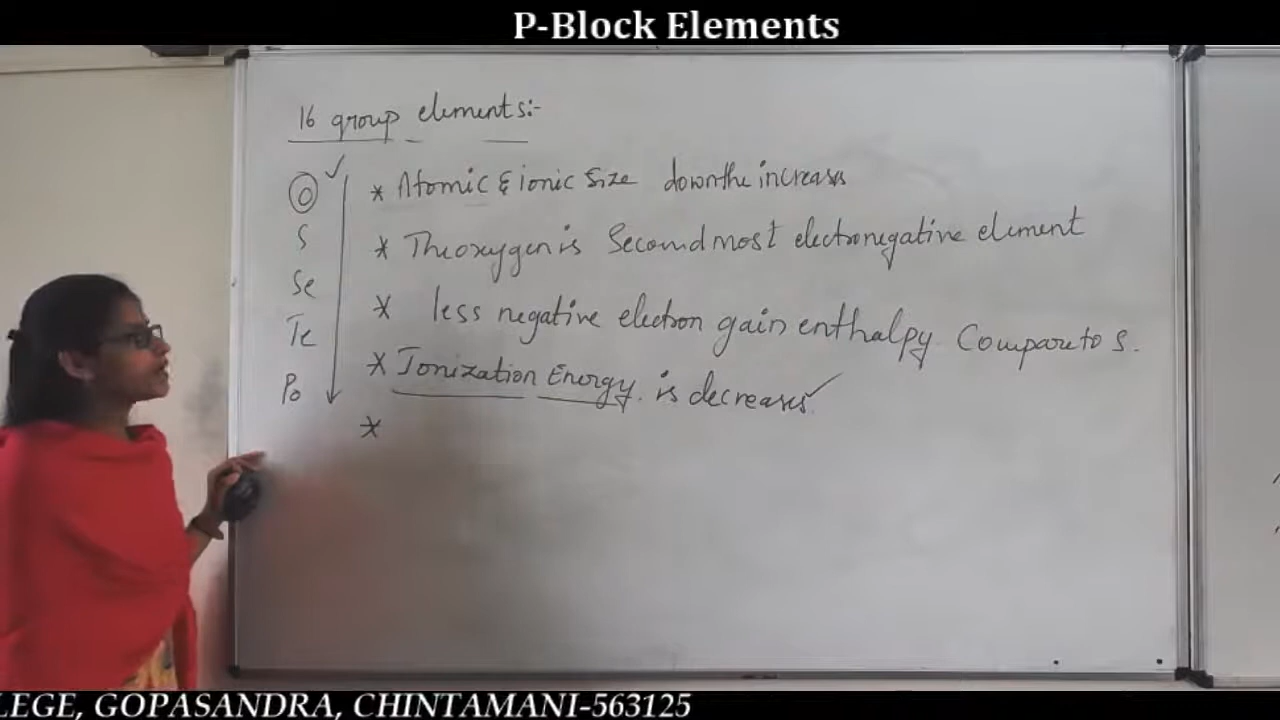 P-Block Elements
16 group elements:-
O
S
Se
Te
Po
* Atomic & ionic Size down the increases
* The oxygen is Second most electronegative element
* less negative electron gain enthalpy Compare to S.
* Ionization Energy is decreases
*
LEGE, GOPASANDRA, CHINTAMANI-563125